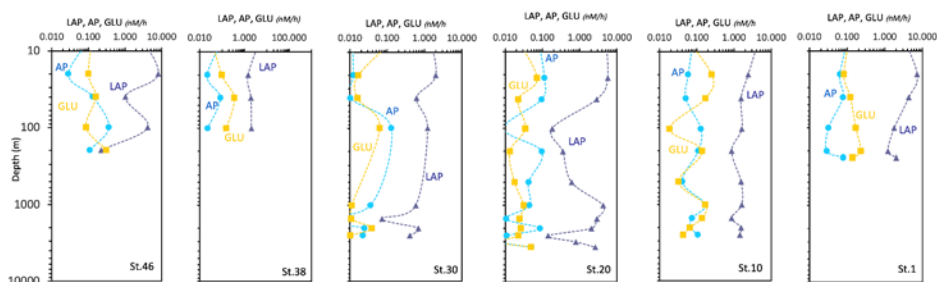 LAP, AP, GLU (nM/h
LAP, AP, GLU (nM/h
LAP, AP, GLU (nM/h
LAP, AP, GLU (nM/h
LAP, AP, GLU (nM/h
LAP, AP, GLU (nM/h
0.010 0.100 1.000 10.000
0.010 1.000 100.000
0.010 0.100 1.000 10.000
0.010 0.100 1.000 10.000
0.010 0.100 1.000 10.000
0.010 0.100 1.000 10.000
10
100
1000
10000
Depth (m)
AP
LAP
GLU
St.46
LAP
AP
GLU
St.38
AP
GLU
LAP
St.30
AP
GLU
LAP
St.20
AP
LAP
GLU
St.10
AP
GLU
LAP
St.1